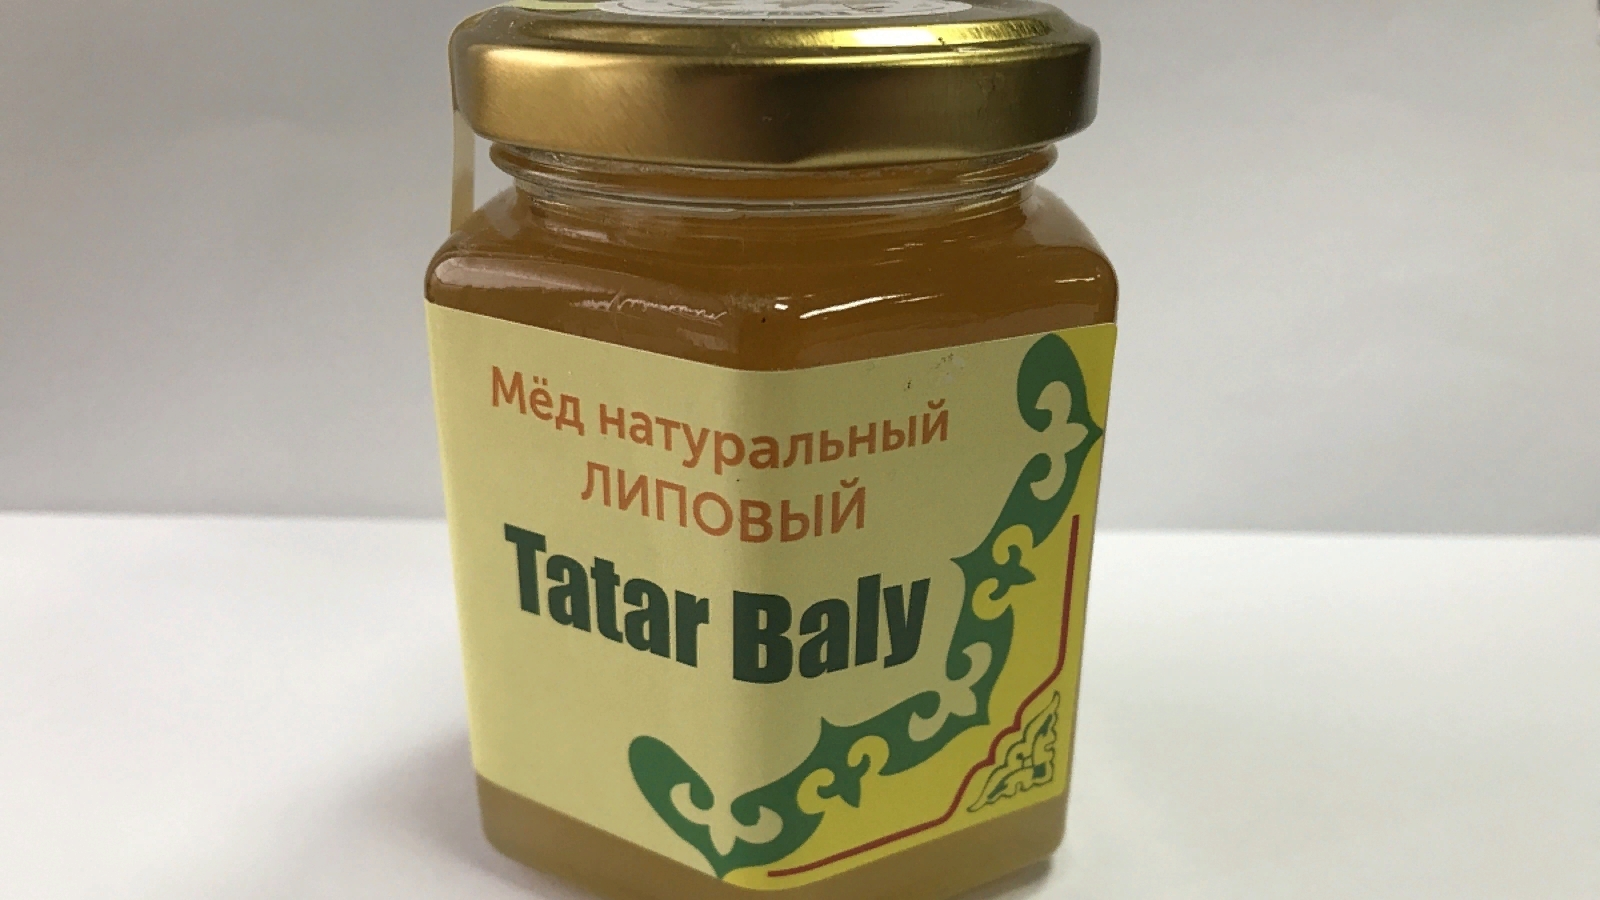 Мёд натуральный
ЛИПОВЫЙ
Tatar Baly